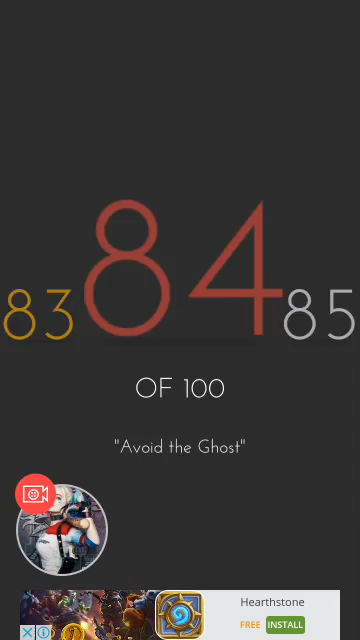 83 84 85
OF 100
"Avoid the Ghost"
Hearthstone
FREE INSTALL